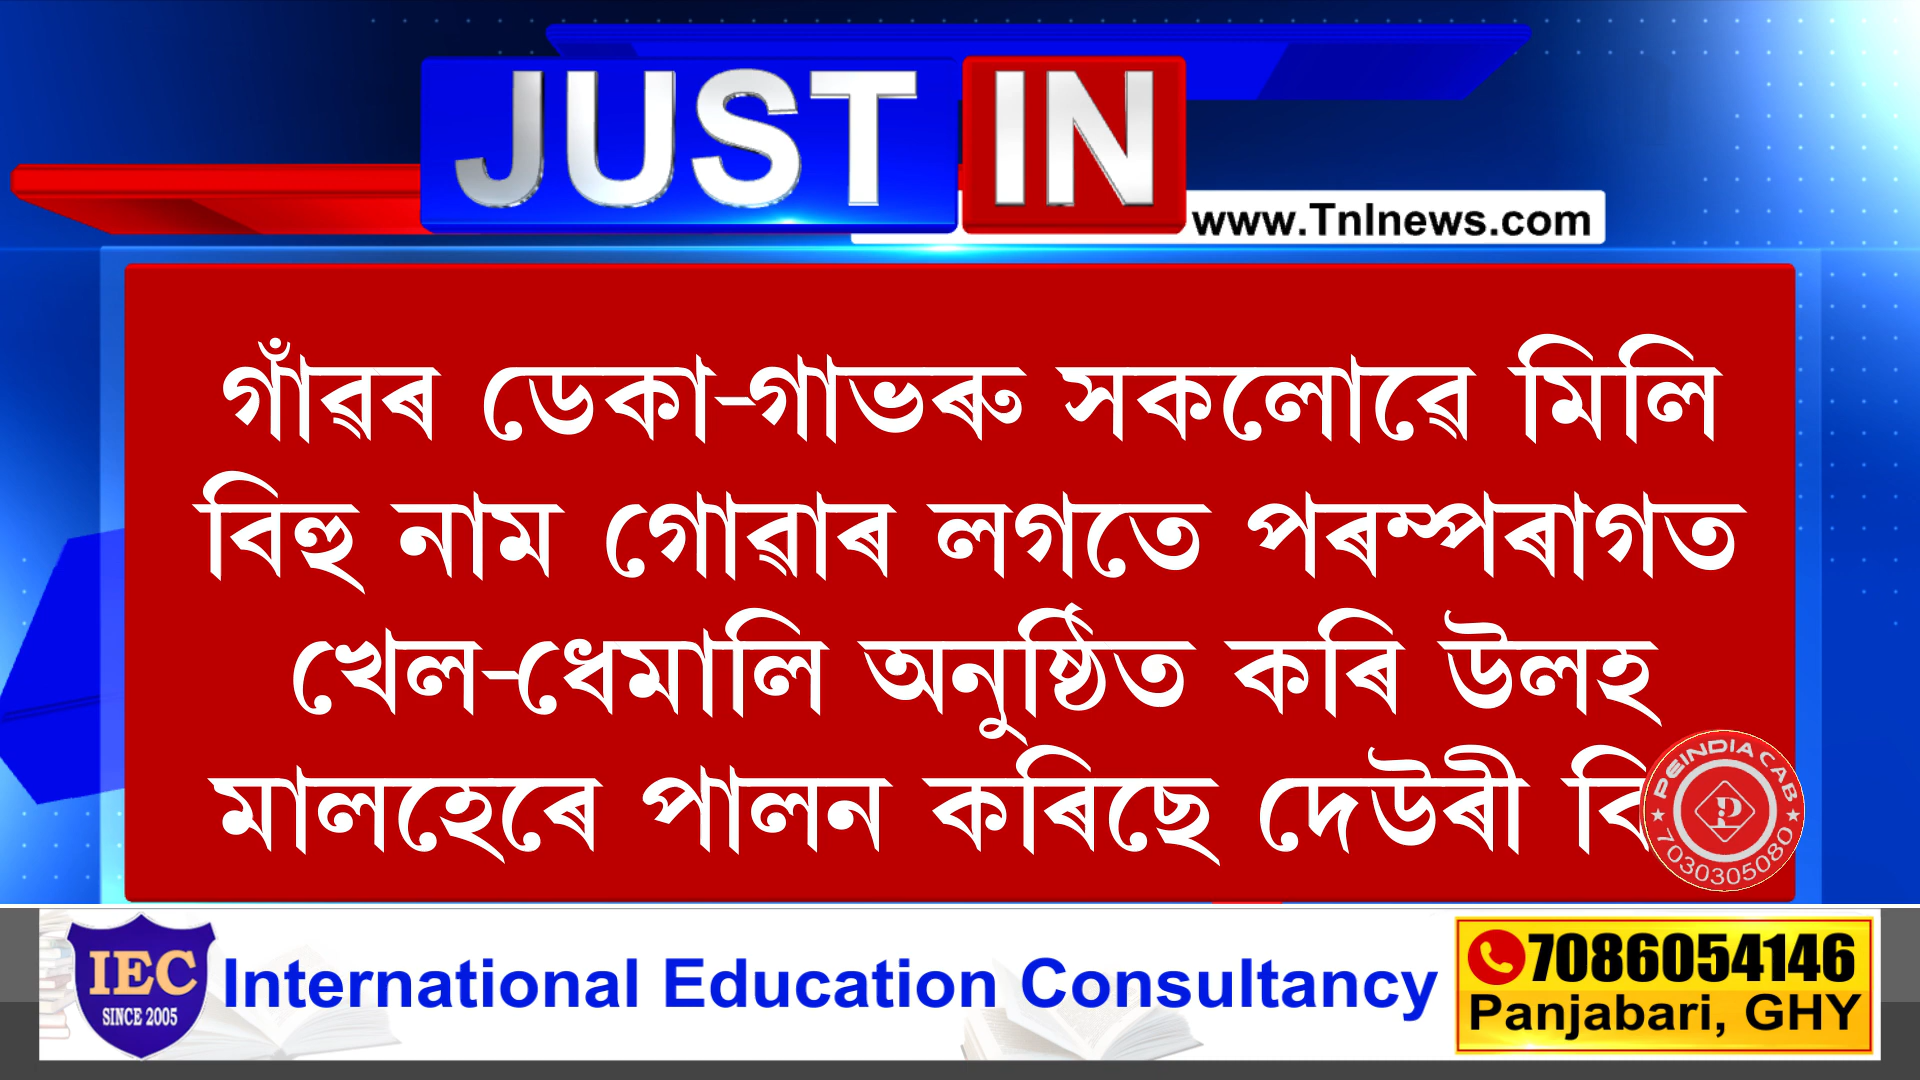 JUST IN
www.TnInews.com
গাঁৱৰ ডেকা-গাভৰু সকলোৱে মিলি
বিহু নাম গোৱাৰ লগতে পৰম্পৰাগত
খেল-ধেমালি অনুষ্ঠিত কৰি উলহ
মালহেৰে পালন কৰিছে দেউৰী
PEINDIA CAB
7030305080
IEC
SINCE 2005
International Education Consultancy
7086054146
Panjabari, GHY